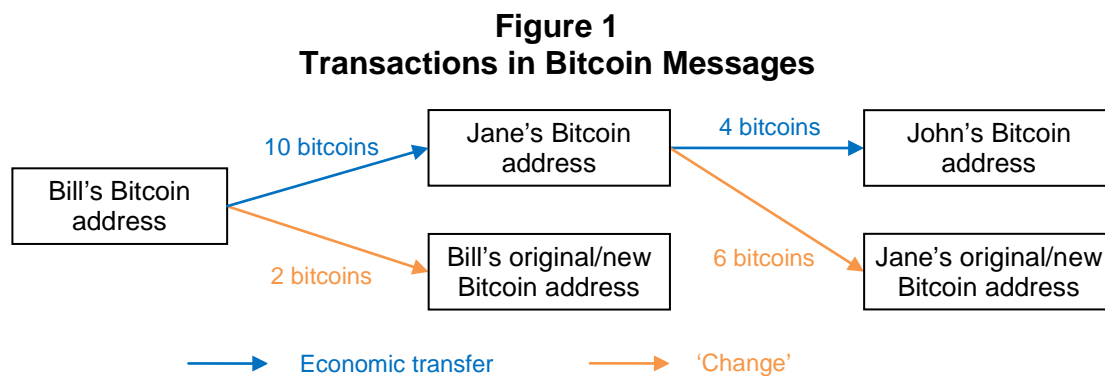 Figure 1
Transactions in Bitcoin Messages
10 bitcoins
Jane's Bitcoin
address
4 bitcoins
John's Bitcoin
address
Bill's Bitcoin
address
2 bitcoins
Bill's original/new
Bitcoin address
6 bitcoins
Jane's original/new
Bitcoin address
Economic transfer
‘Change’